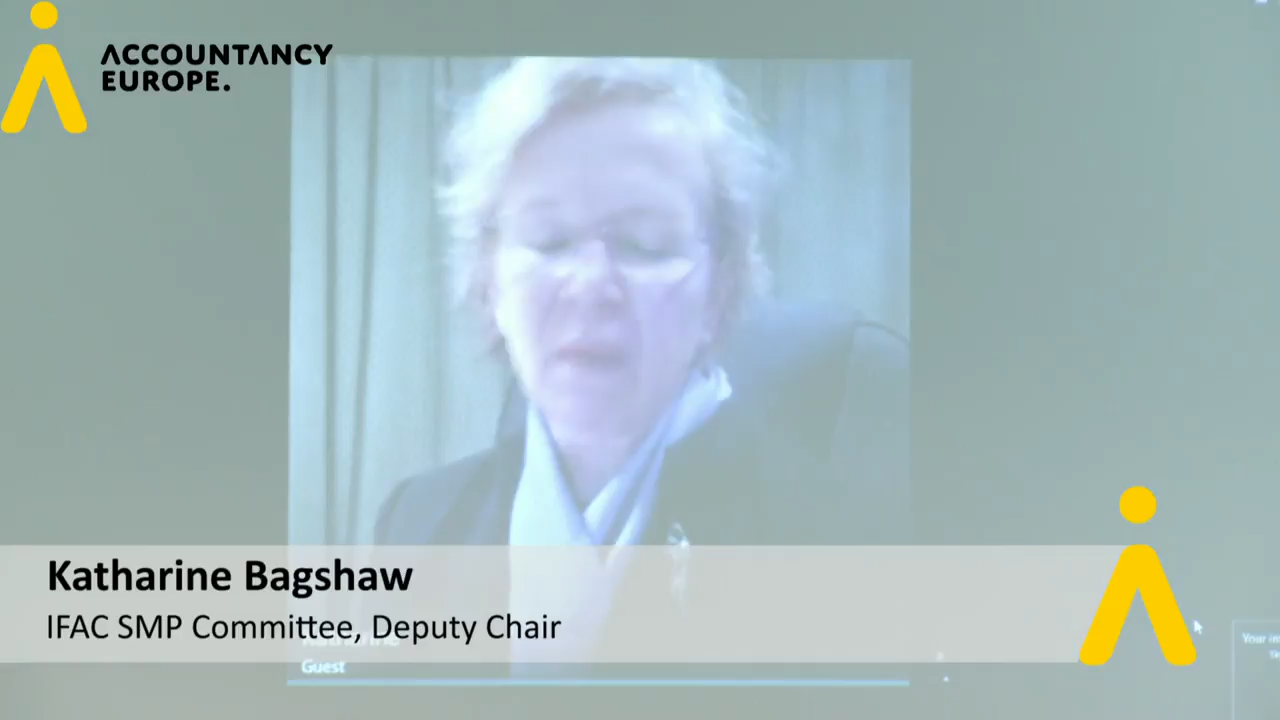 ACCOUNTANCY
EUROPE.
Katharine Bagshaw
IFAC SMP Committee, Deputy Chair
Guest